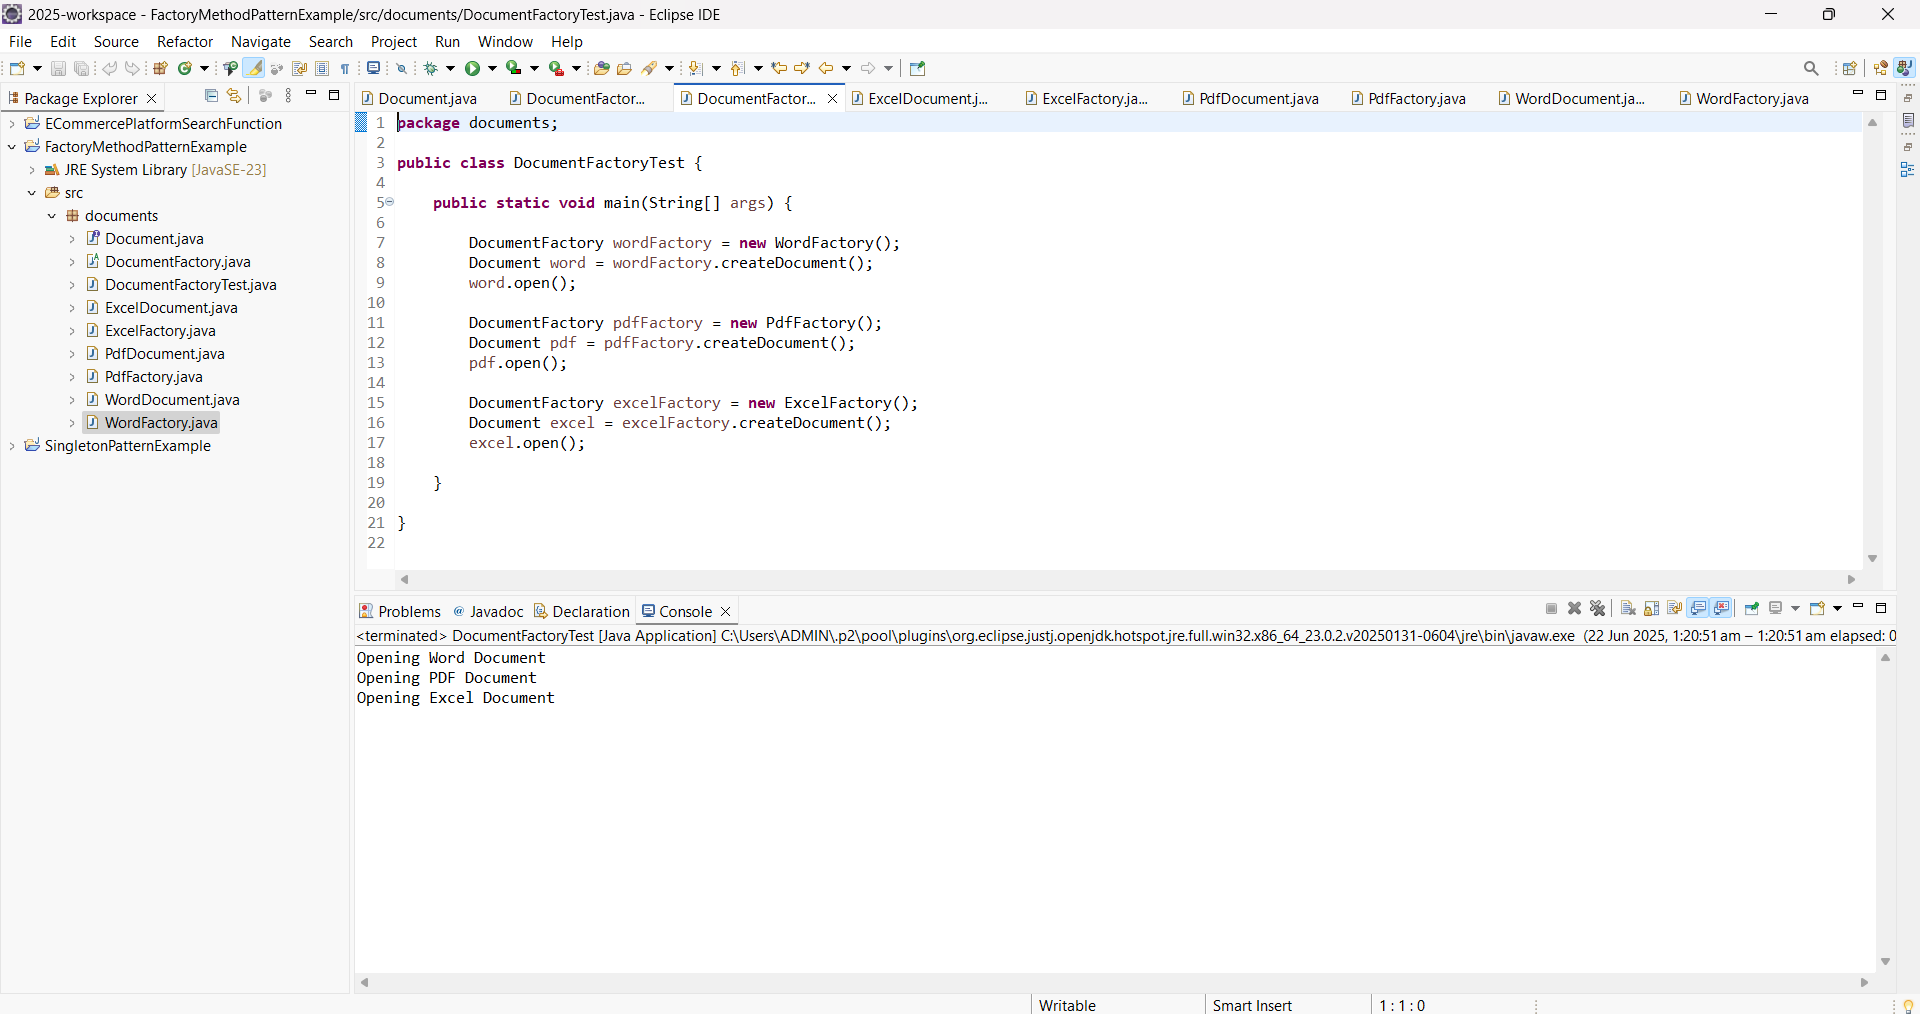 2025-workspace - FactoryMethodPatternExample/src/documents/DocumentFactoryTest.java - Eclipse IDE
File Edit Source Refactor Navigate Search Project Run Window Help
Package Explorer
ECommercePlatformSearchFunction
FactoryMethodPatternExample
JRE System Library [JavaSE-23]
src
documents
Document.java
DocumentFactory.java
DocumentFactoryTest.java
ExcelDocument.java
ExcelFactory.java
PdfDocument.java
PdfFactory.java
WordDocument.java
WordFactory.java
SingletonPatternExample
Document.java DocumentFactor... DocumentFactor... ExcelDocument.j... ExcelFactory.ja... PdfDocument.java PdfFactory.java WordDocument.ja... WordFactory.java
1 package documents;
2
3 public class DocumentFactoryTest {
4
5 public static void main(String[] args) {
6
7 DocumentFactory wordFactory = new WordFactory();
8 Document word = wordFactory.createDocument();
9 word.open();
10
11 DocumentFactory pdfFactory = new PdfFactory();
12 Document pdf = pdfFactory.createDocument();
13 pdf.open();
14
15 DocumentFactory excelFactory = new ExcelFactory();
16 Document excel = excelFactory.createDocument();
17 excel.open();
18
19 }
20
21 }
22
Problems @ Javadoc Declaration Console
<terminated> DocumentFactoryTest [Java Application] C:\Users\ADMIN\.p2\pool\plugins\org.eclipse.justj.openjdk.hotspot.jre.full.win32.x86_64_23.0.2.v20250131-0604\jre\bin\javaw.exe (22 Jun 2025, 1:20:51 am – 1:20:51 am elapsed: 0
Opening Word Document
Opening PDF Document
Opening Excel Document
Writable Smart Insert 1 : 1 : 0